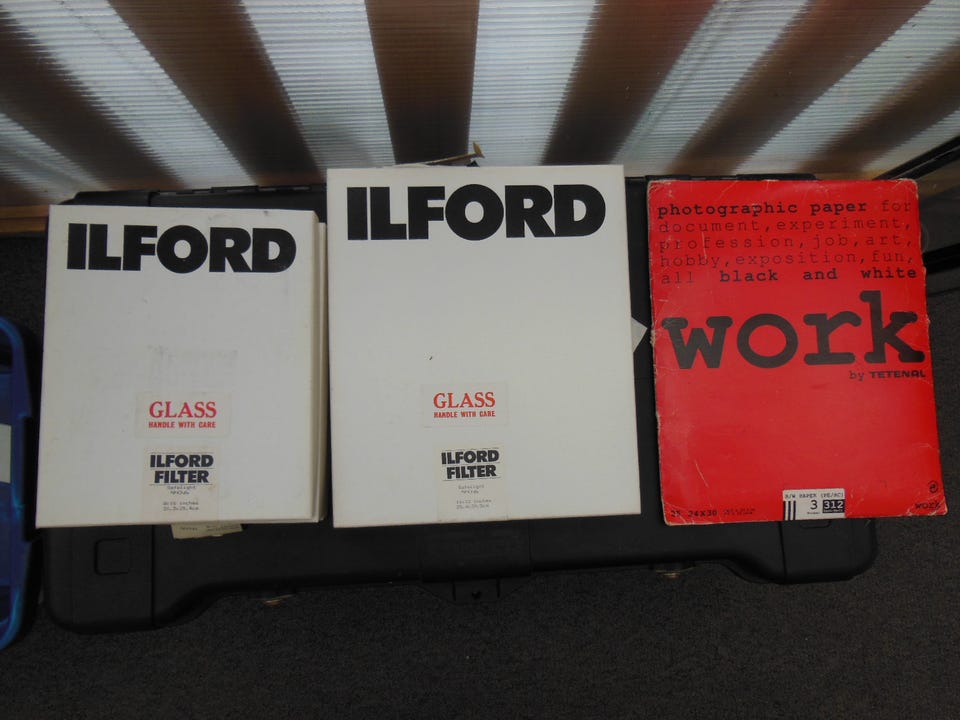 ILFORD
GLASS
HANDLE WITH CARE
ILFORD
FILTER
Safelight
ILFORD
GLASS
HANDLE WITH CARE
ILFORD
FILTER
Safelight
photographic paper for
document, experiment,
profession, job, art,
hobby, exposition, fun,
all black and white
work
by TETENAL
B/W PAPER (PE/RC)
3 312
24X30
WORK